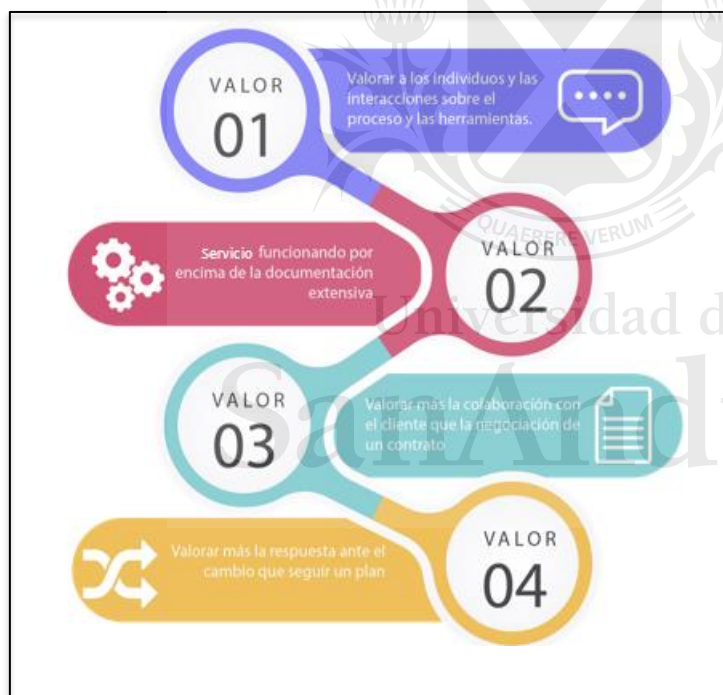 VALOR
01
Valorar a los individuos y las
interacciones sobre el
proceso y las herramientas.
QUAERERE VERUM
Servicio funcionando por
encima de la documentación
extensiva
VALOR
02
Universidad d
SanAnd
VALOR
03
Valorar más la colaboración con
el cliente que la negociación de
un contrato
Valorar más la respuesta ante el
cambio que seguir un plan
VALOR
04